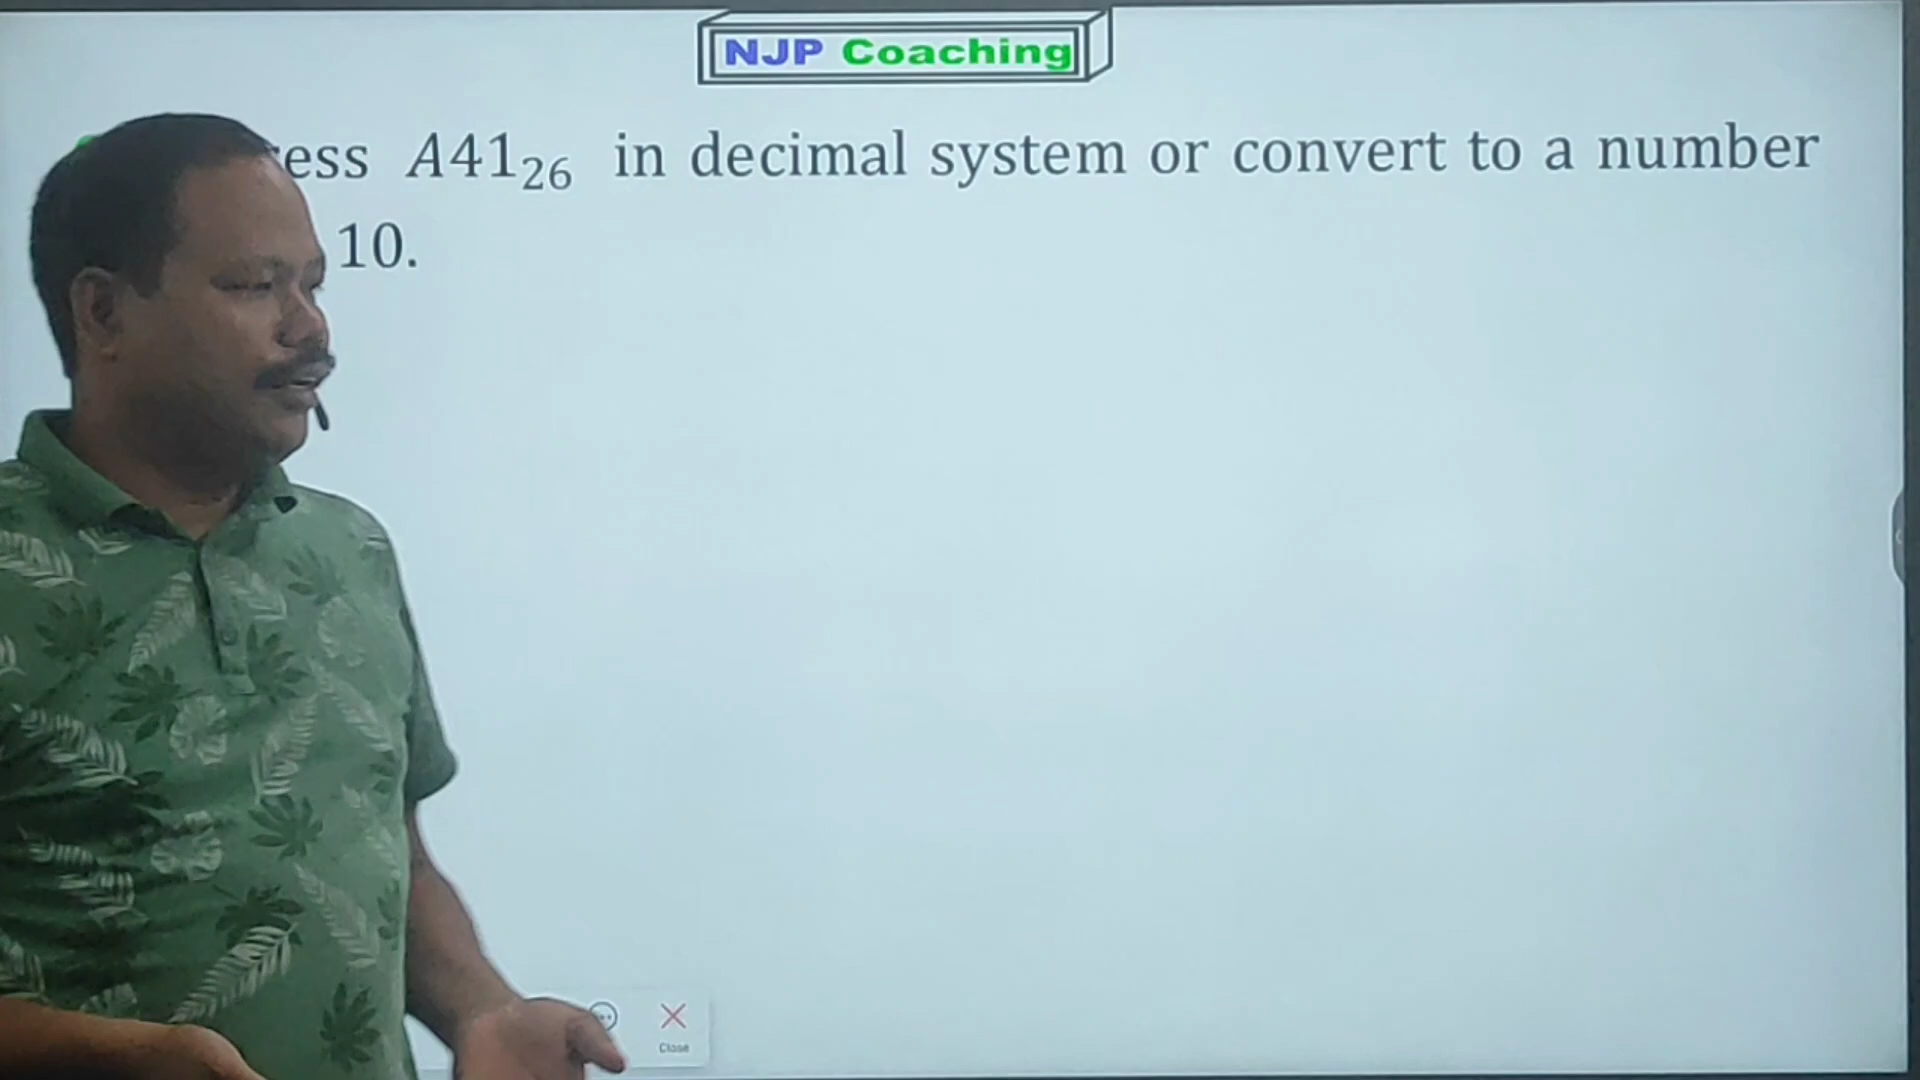 NJP Coaching
ess A41₂₆ in decimal system or convert to a number
10.
Close